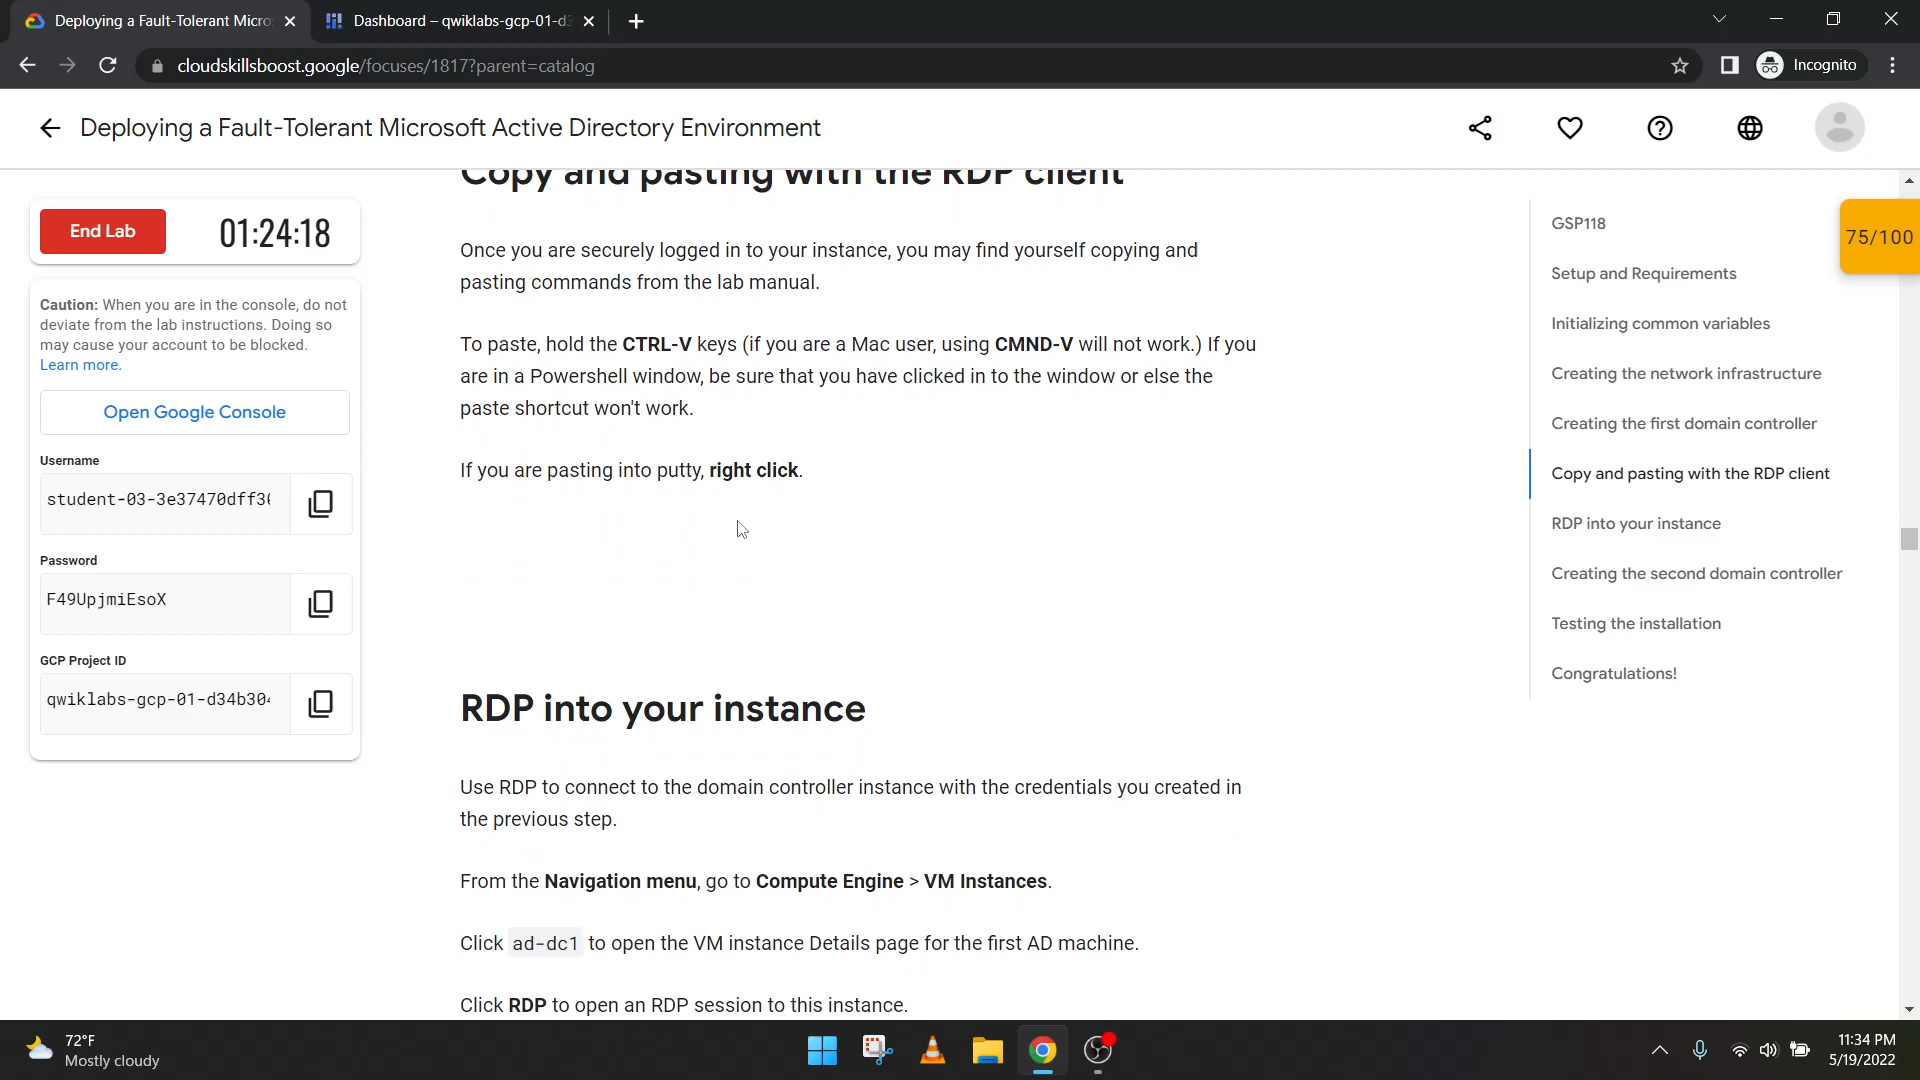 Deploying a Fault-Tolerant Micro
Dashboard – qwiklabs-gcp-01-d3
cloudskillsboost.google/focuses/1817?parent=catalog
Incognito
Deploying a Fault-Tolerant Microsoft Active Directory Environment
Copy and pasting with the RDP client
End Lab
01:24:18
Caution: When you are in the console, do not
deviate from the lab instructions. Doing so
may cause your account to be blocked.
Learn more.
Open Google Console
Username
student-03-3e37470dff30
Password
F49UpjmiEsoX
GCP Project ID
qwiklabs-gcp-01-d34b304
Once you are securely logged in to your instance, you may find yourself copying and
pasting commands from the lab manual.
To paste, hold the CTRL-V keys (if you are a Mac user, using CMND-V will not work.) If you
are in a Powershell window, be sure that you have clicked in to the window or else the
paste shortcut won't work.
If you are pasting into putty, right click.
RDP into your instance
Use RDP to connect to the domain controller instance with the credentials you created in
the previous step.
From the Navigation menu, go to Compute Engine > VM Instances.
Click ad-dc1 to open the VM instance Details page for the first AD machine.
Click RDP to open an RDP session to this instance.
GSP118
Setup and Requirements
Initializing common variables
Creating the network infrastructure
Creating the first domain controller
Copy and pasting with the RDP client
RDP into your instance
Creating the second domain controller
Testing the installation
Congratulations!
75/100
72°F
Mostly cloudy
11:34 PM
5/19/2022